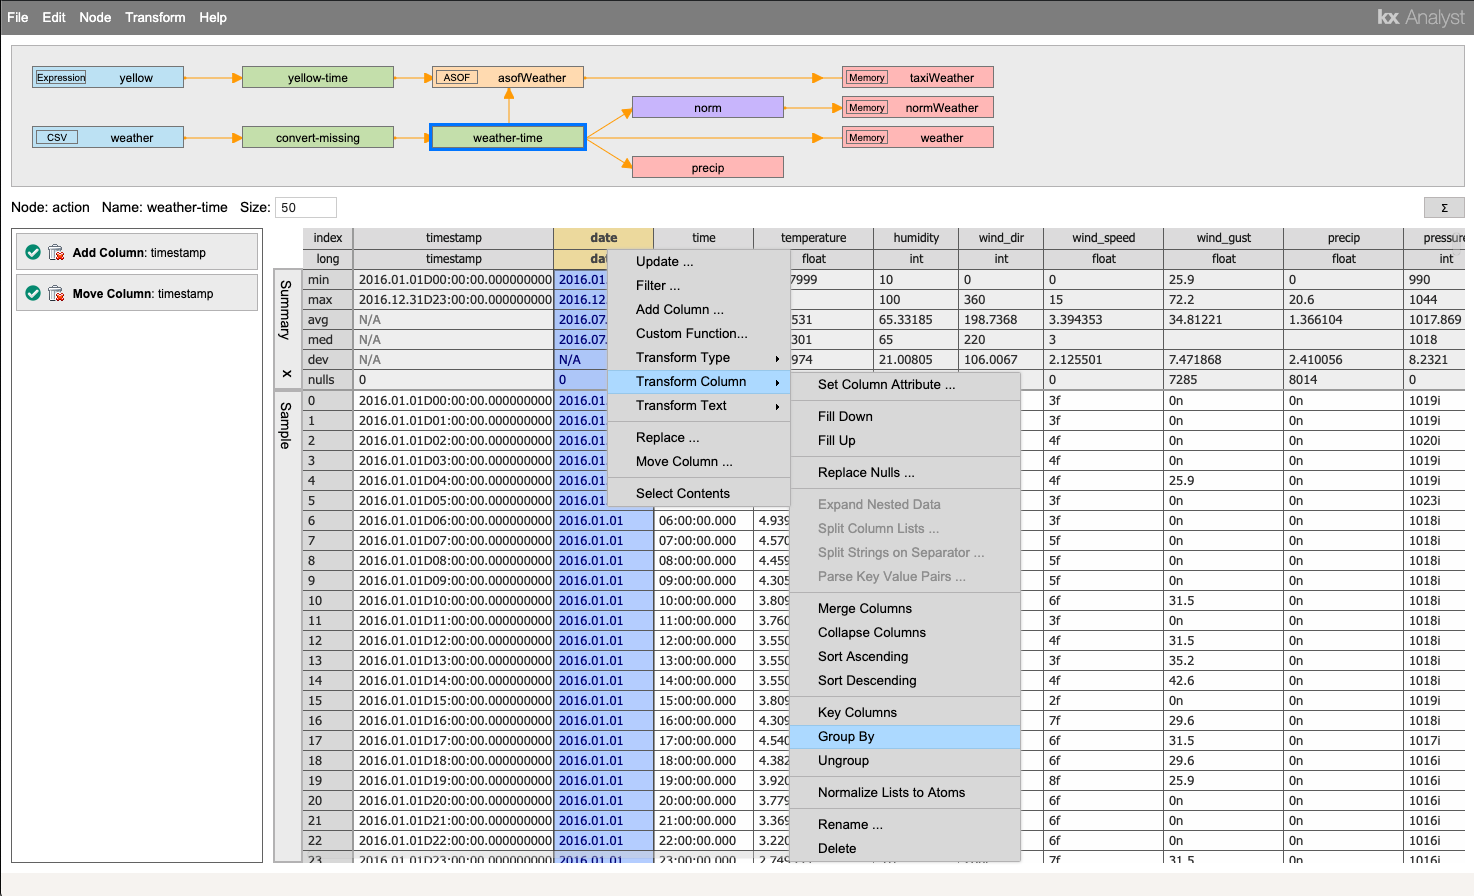 File Edit Node Transform Help
kx Analyst
Expression yellow
yellow-time
ASOF asofWeather
Memory taxiWeather
norm
Memory normWeather
CSV weather
convert-missing
weather-time
Memory weather
precip
Node: action Name: weather-time Size: 50
Σ
Add Column: timestamp
Move Column: timestamp
Summary
x
Sample
index timestamp date time temperature humidity wind_dir wind_speed wind_gust precip pressure
long timestamp float int int float float float int
min 2016.01.01D00:00:00.000000000 2016.01. 7999 10 0 0 25.9 0 990
max 2016.12.31D23:00:00.000000000 2016.12. 100 360 15 72.2 20.6 1044
avg N/A 2016.07. 531 65.33185 198.7368 3.394353 34.81221 1.366104 1017.869
med N/A 2016.07. 301 65 220 3 1018
dev N/A N/A 974 21.00805 106.0067 2.125501 7.471868 2.410056 8.2321
nulls 0 0 0 7285 8014 0
0 2016.01.01D00:00:00.000000000 2016.01. 3f 0n 0n 1019i
1 2016.01.01D01:00:00.000000000 2016.01. 3f 0n 0n 1019i
2 2016.01.01D02:00:00.000000000 2016.01. 4f 0n 0n 1020i
3 2016.01.01D03:00:00.000000000 2016.01. 4f 0n 0n 1019i
4 2016.01.01D04:00:00.000000000 2016.01. 4f 25.9 0n 1019i
5 2016.01.01D05:00:00.000000000 2016.01. 3f 0n 0n 1023i
6 2016.01.01D06:00:00.000000000 2016.01.01 06:00:00.000 4.939 3f 0n 0n 1018i
7 2016.01.01D07:00:00.000000000 2016.01.01 07:00:00.000 4.570 5f 0n 0n 1018i
8 2016.01.01D08:00:00.000000000 2016.01.01 08:00:00.000 4.459 5f 0n 0n 1018i
9 2016.01.01D09:00:00.000000000 2016.01.01 09:00:00.000 4.305 5f 0n 0n 1018i
10 2016.01.01D10:00:00.000000000 2016.01.01 10:00:00.000 3.809 6f 31.5 0n 1018i
11 2016.01.01D11:00:00.000000000 2016.01.01 11:00:00.000 3.760 3f 0n 0n 1018i
12 2016.01.01D12:00:00.000000000 2016.01.01 12:00:00.000 3.550 4f 31.5 0n 1018i
13 2016.01.01D13:00:00.000000000 2016.01.01 13:00:00.000 3.550 3f 35.2 0n 1018i
14 2016.01.01D14:00:00.000000000 2016.01.01 14:00:00.000 3.550 4f 42.6 0n 1018i
15 2016.01.01D15:00:00.000000000 2016.01.01 15:00:00.000 3.809 2f 0n 0n 1019i
16 2016.01.01D16:00:00.000000000 2016.01.01 16:00:00.000 4.309 7f 29.6 0n 1018i
17 2016.01.01D17:00:00.000000000 2016.01.01 17:00:00.000 4.540 6f 31.5 0n 1017i
18 2016.01.01D18:00:00.000000000 2016.01.01 18:00:00.000 4.382 6f 29.6 0n 1016i
19 2016.01.01D19:00:00.000000000 2016.01.01 19:00:00.000 3.920 8f 25.9 0n 1016i
20 2016.01.01D20:00:00.000000000 2016.01.01 20:00:00.000 3.779 6f 0n 0n 1016i
21 2016.01.01D21:00:00.000000000 2016.01.01 21:00:00.000 3.369 6f 0n 0n 1016i
22 2016.01.01D22:00:00.000000000 2016.01.01 22:00:00.000 3.220 6f 0n 0n 1016i
23 2016.01.01D23:00:00.000000000 2016.01.01 23:00:00.000 2.749 7f 31.5 0n 1016i
Update ...
Filter ...
Add Column ...
Custom Function...
Transform Type
Transform Column
Transform Text
Replace ...
Move Column ...
Select Contents
Set Column Attribute ...
Fill Down
Fill Up
Replace Nulls ...
Expand Nested Data
Split Column Lists ...
Split Strings on Separator ...
Parse Key Value Pairs ...
Merge Columns
Collapse Columns
Sort Ascending
Sort Descending
Key Columns
Group By
Ungroup
Normalize Lists to Atoms
Rename ...
Delete